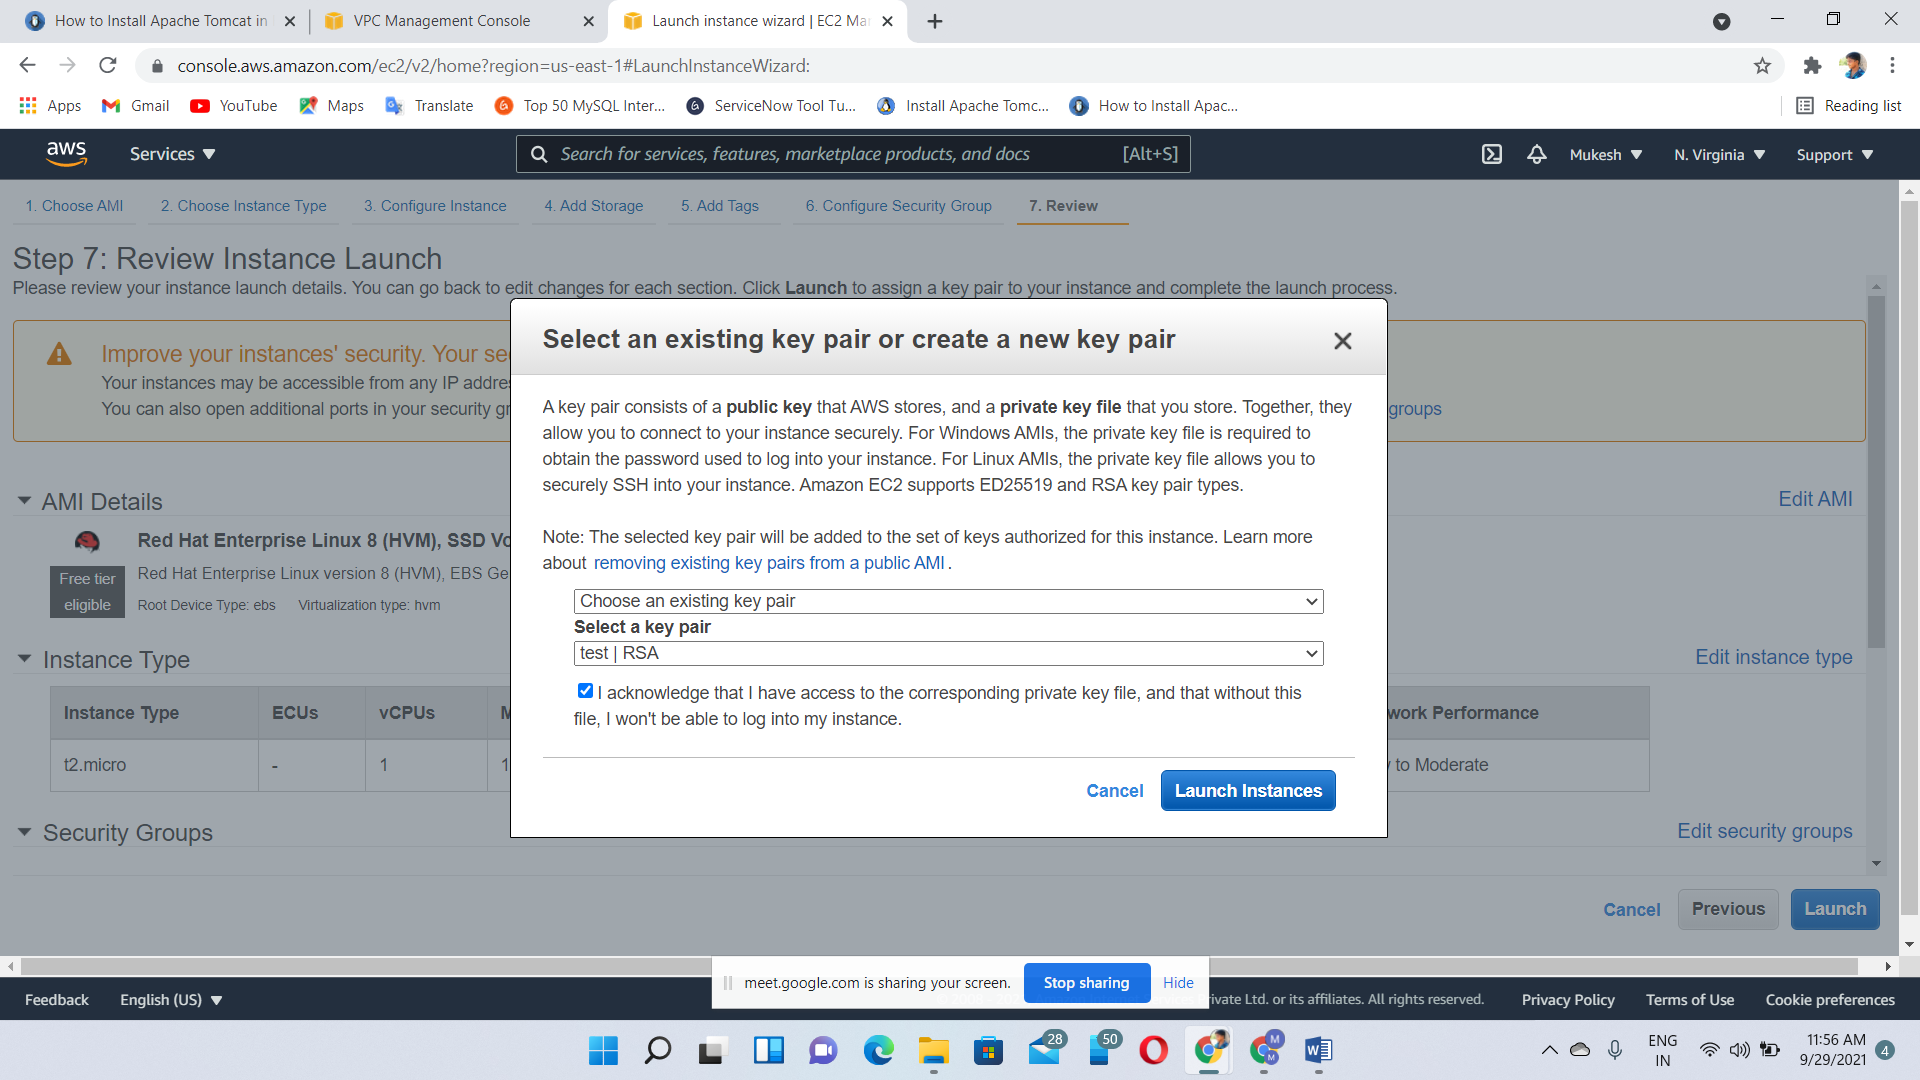 How to Install Apache Tomcat in
VPC Management Console
Launch instance wizard | EC2 Ma
console.aws.amazon.com/ec2/v2/home?region=us-east-1#LaunchInstanceWizard:
Apps Gmail YouTube Maps Translate Top 50 MySQL Inter... ServiceNow Tool Tu... Install Apache Tomc... How to Install Apac... Reading list
aws Services Search for services, features, marketplace products, and docs [Alt+S] Mukesh N. Virginia Support
1. Choose AMI 2. Choose Instance Type 3. Configure Instance 4. Add Storage 5. Add Tags 6. Configure Security Group 7. Review
Step 7: Review Instance Launch
Please review your instance launch details. You can go back to edit changes for each section. Click Launch to assign a key pair to your instance and complete the launch process.
Improve your instances' security. Your se
Your instances may be accessible from any IP addre
You can also open additional ports in your security gr
groups
AMI Details
Edit AMI
Red Hat Enterprise Linux 8 (HVM), SSD Vo
Free tier eligible
Red Hat Enterprise Linux version 8 (HVM), EBS Ge
Root Device Type: ebs Virtualization type: hvm
Instance Type
Edit instance type
Instance Type ECUs vCPUs M work Performance
t2.micro - 1 1 to Moderate
Security Groups
Edit security groups
Select an existing key pair or create a new key pair
A key pair consists of a public key that AWS stores, and a private key file that you store. Together, they
allow you to connect to your instance securely. For Windows AMIs, the private key file is required to
obtain the password used to log into your instance. For Linux AMIs, the private key file allows you to
securely SSH into your instance. Amazon EC2 supports ED25519 and RSA key pair types.
Note: The selected key pair will be added to the set of keys authorized for this instance. Learn more
about removing existing key pairs from a public AMI .
Choose an existing key pair
Select a key pair
test | RSA
I acknowledge that I have access to the corresponding private key file, and that without this
file, I won't be able to log into my instance.
Cancel Launch Instances
Cancel Previous Launch
meet.google.com is sharing your screen. Stop sharing Hide
Feedback English (US) rivate Ltd. or its affiliates. All rights reserved. Privacy Policy Terms of Use Cookie preferences
28
50
M
M
ENG
IN
11:56 AM
9/29/2021
4